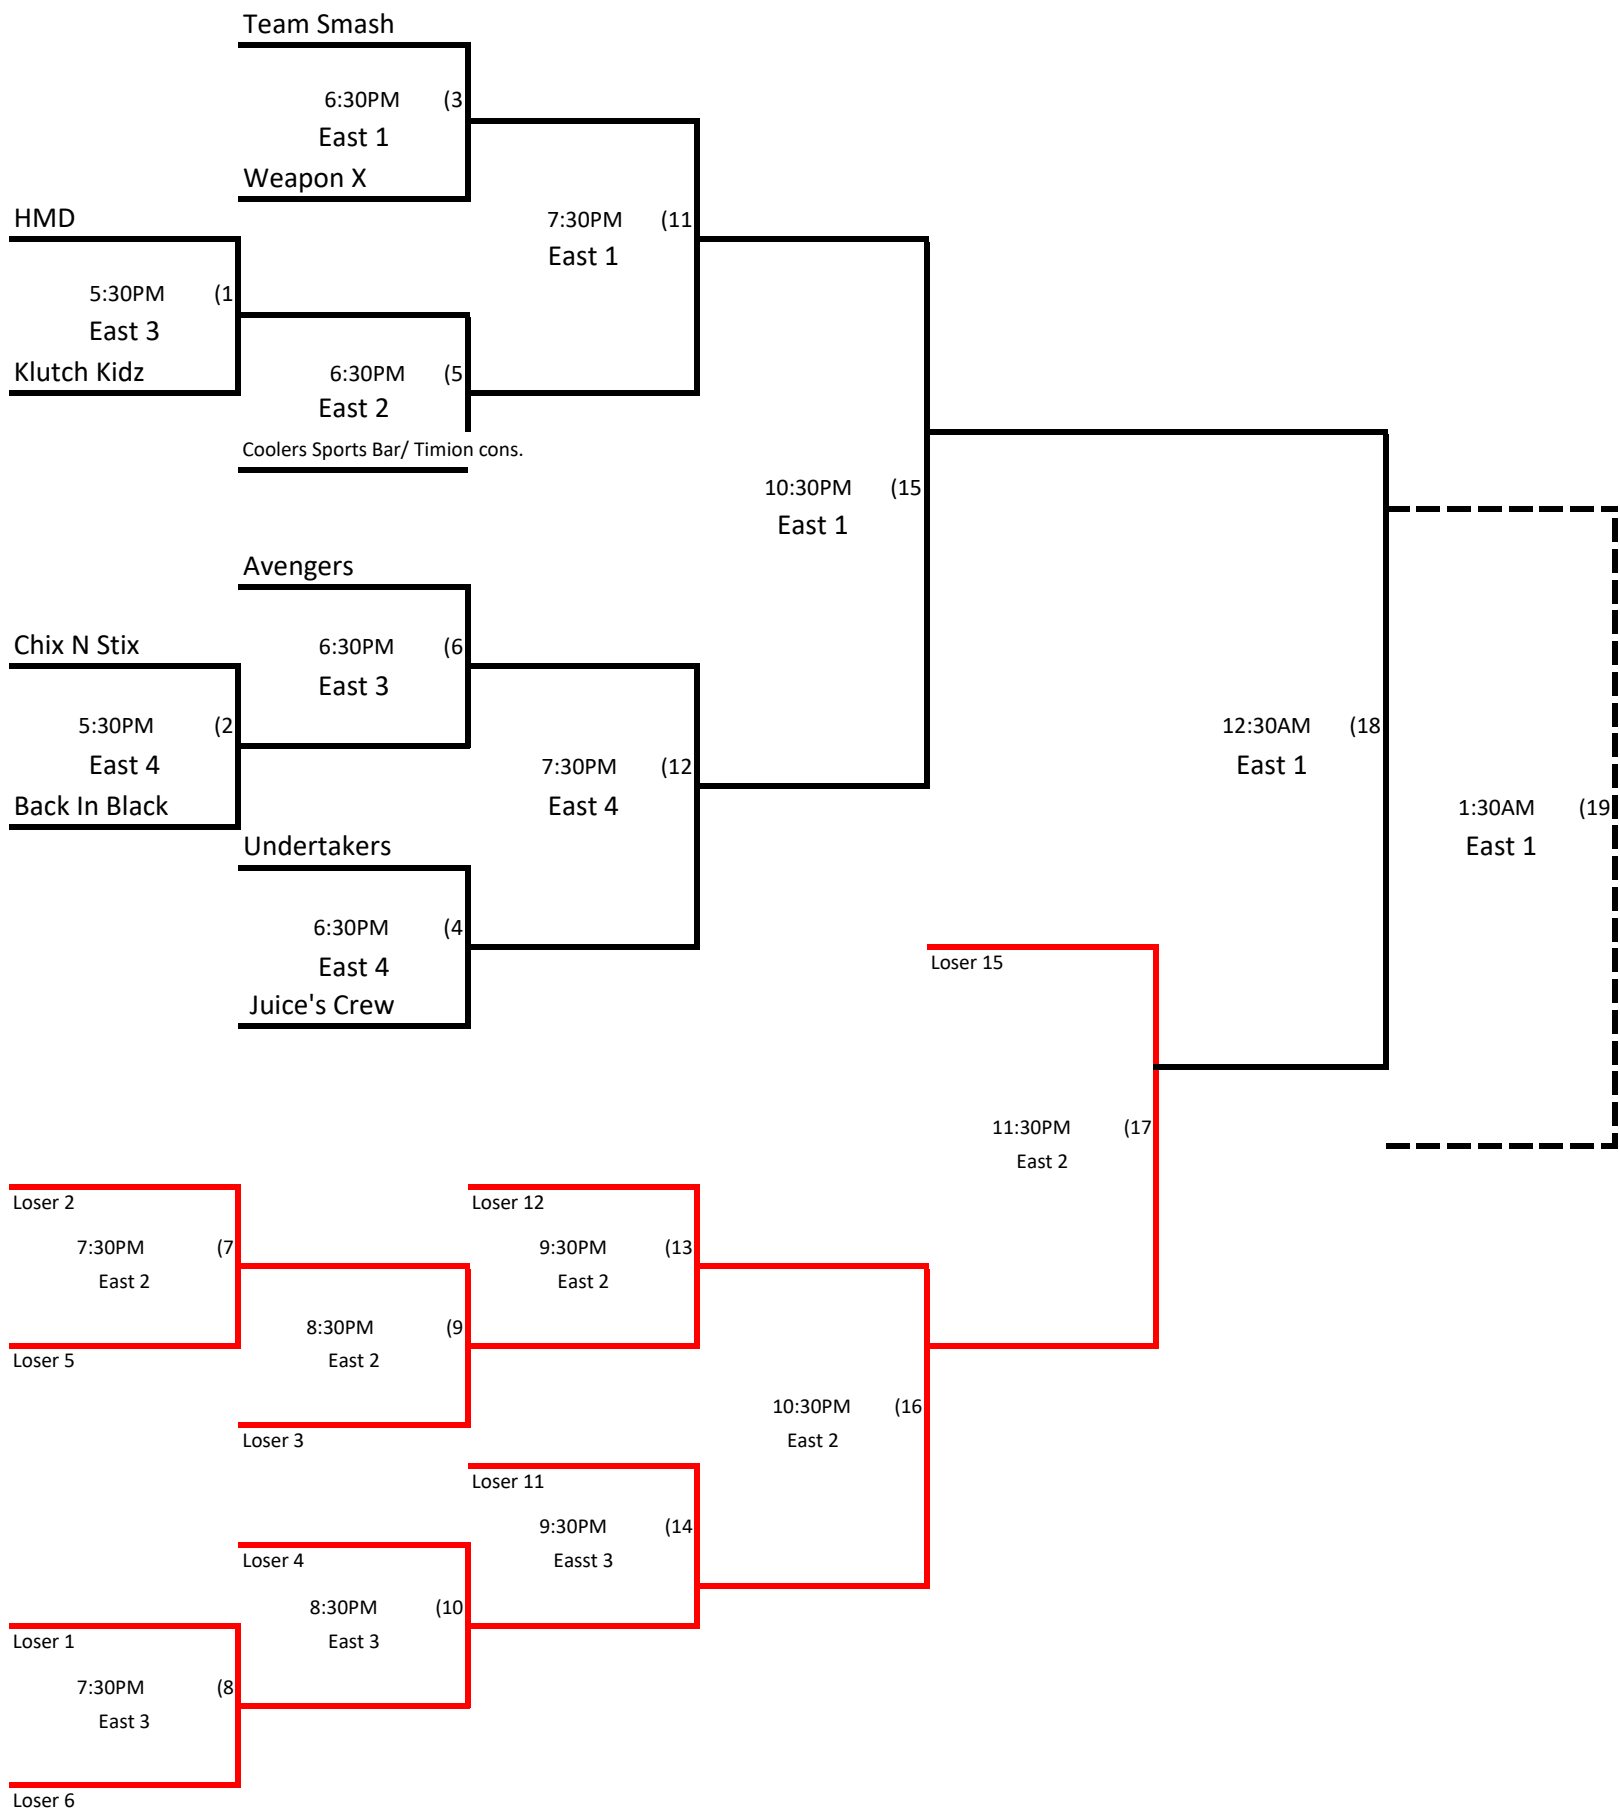 Team Smash
6:30PM (3
East 1
Weapon X
HMD
7:30PM (11
East 1
5:30PM (1
East 3
Klutch Kidz
6:30PM (5
East 2
Coolers Sports Bar/ Timion cons.
10:30PM (15
East 1
Avengers
Chix N Stix
6:30PM (6
East 3
5:30PM (2
East 4
12:30AM (18
East 1
7:30PM (12
East 4
Back In Black
1:30AM (19
East 1
Undertakers
6:30PM (4
East 4
Loser 15
Juice's Crew
11:30PM (17
East 2
Loser 2
Loser 12
7:30PM (7
East 2
9:30PM (13
East 2
8:30PM (9
East 2
Loser 5
10:30PM (16
East 2
Loser 3
Loser 11
9:30PM (14
Easst 3
Loser 4
8:30PM (10
East 3
Loser 1
7:30PM (8
East 3
Loser 6